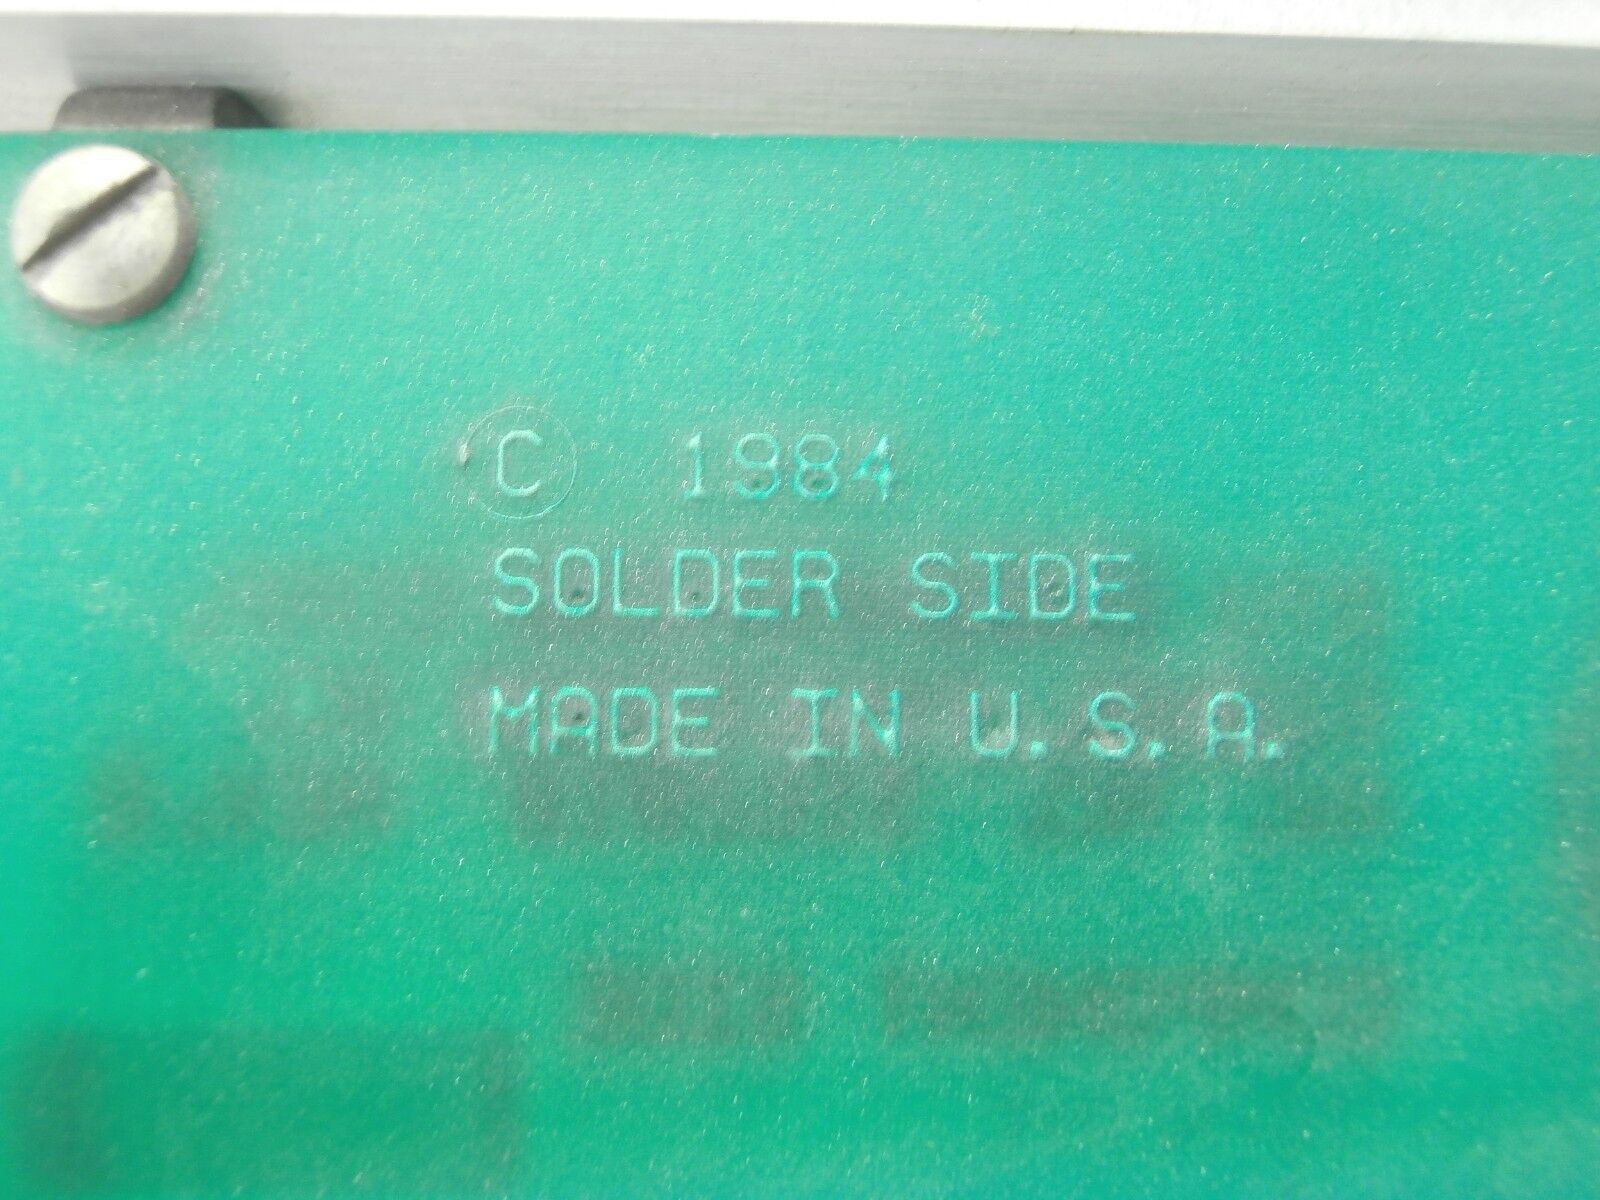 © 1984
SOLDER SIDE
MADE IN U.S.A.